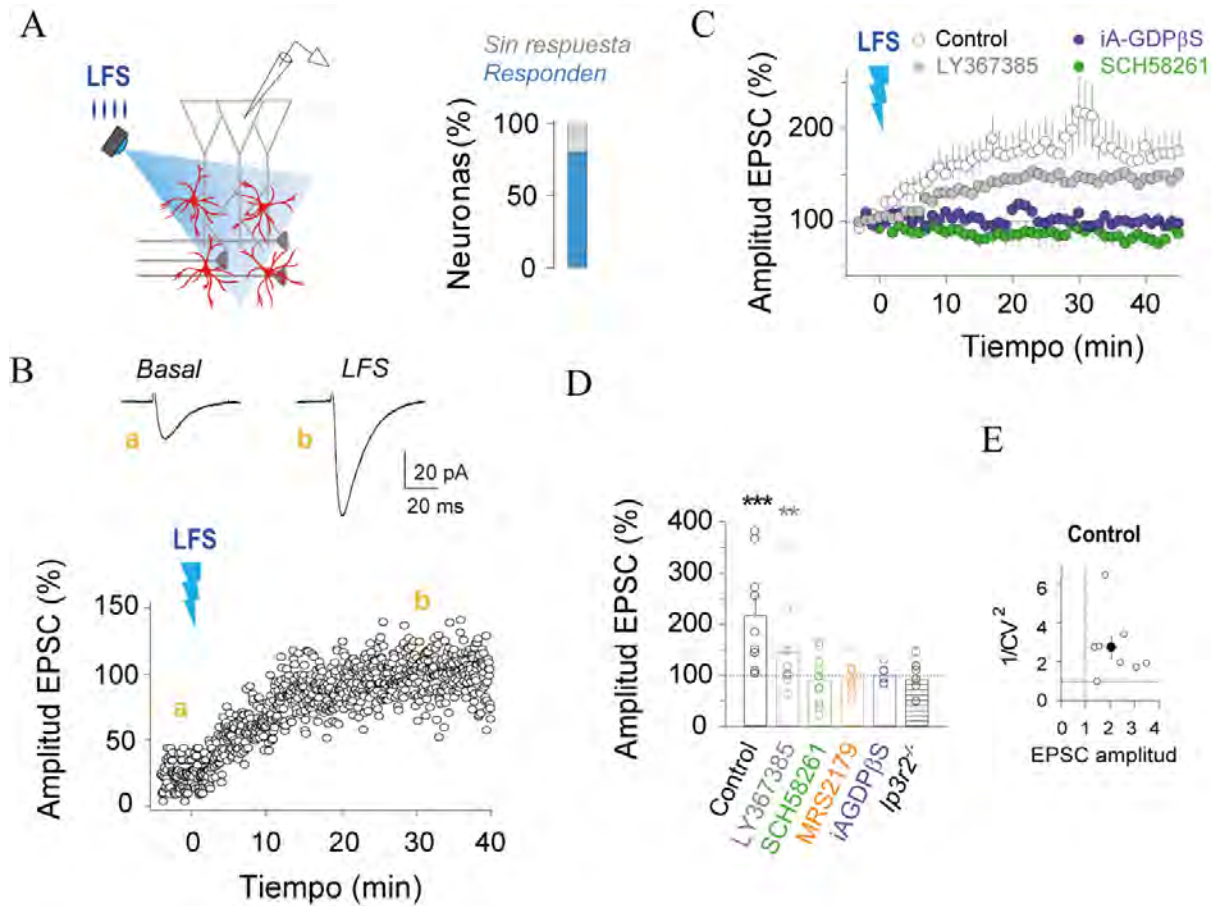 A
LFS
Sin respuesta
Responden
Neuronas (%)
100
50
0
C
LFS
Control
iA-GDPβS
LY367385
SCH58261
Amplitud EPSC (%)
200
100
0
10
20
30
40
Tiempo (min)
B
Basal
LFS
a
b
20 pA
20 ms
LFS
Amplitud EPSC (%)
150
100
50
0
a
b
0
10
20
30
40
Tiempo (min)
D
***
**
Amplitud EPSC (%)
400
300
200
100
0
Control
LY367385
SCH58261
MRS2179
iAGDPβS
Ip3r2-/-
E
Control
1/CV2
6
4
2
0
0
1
2
3
4
EPSC amplitud